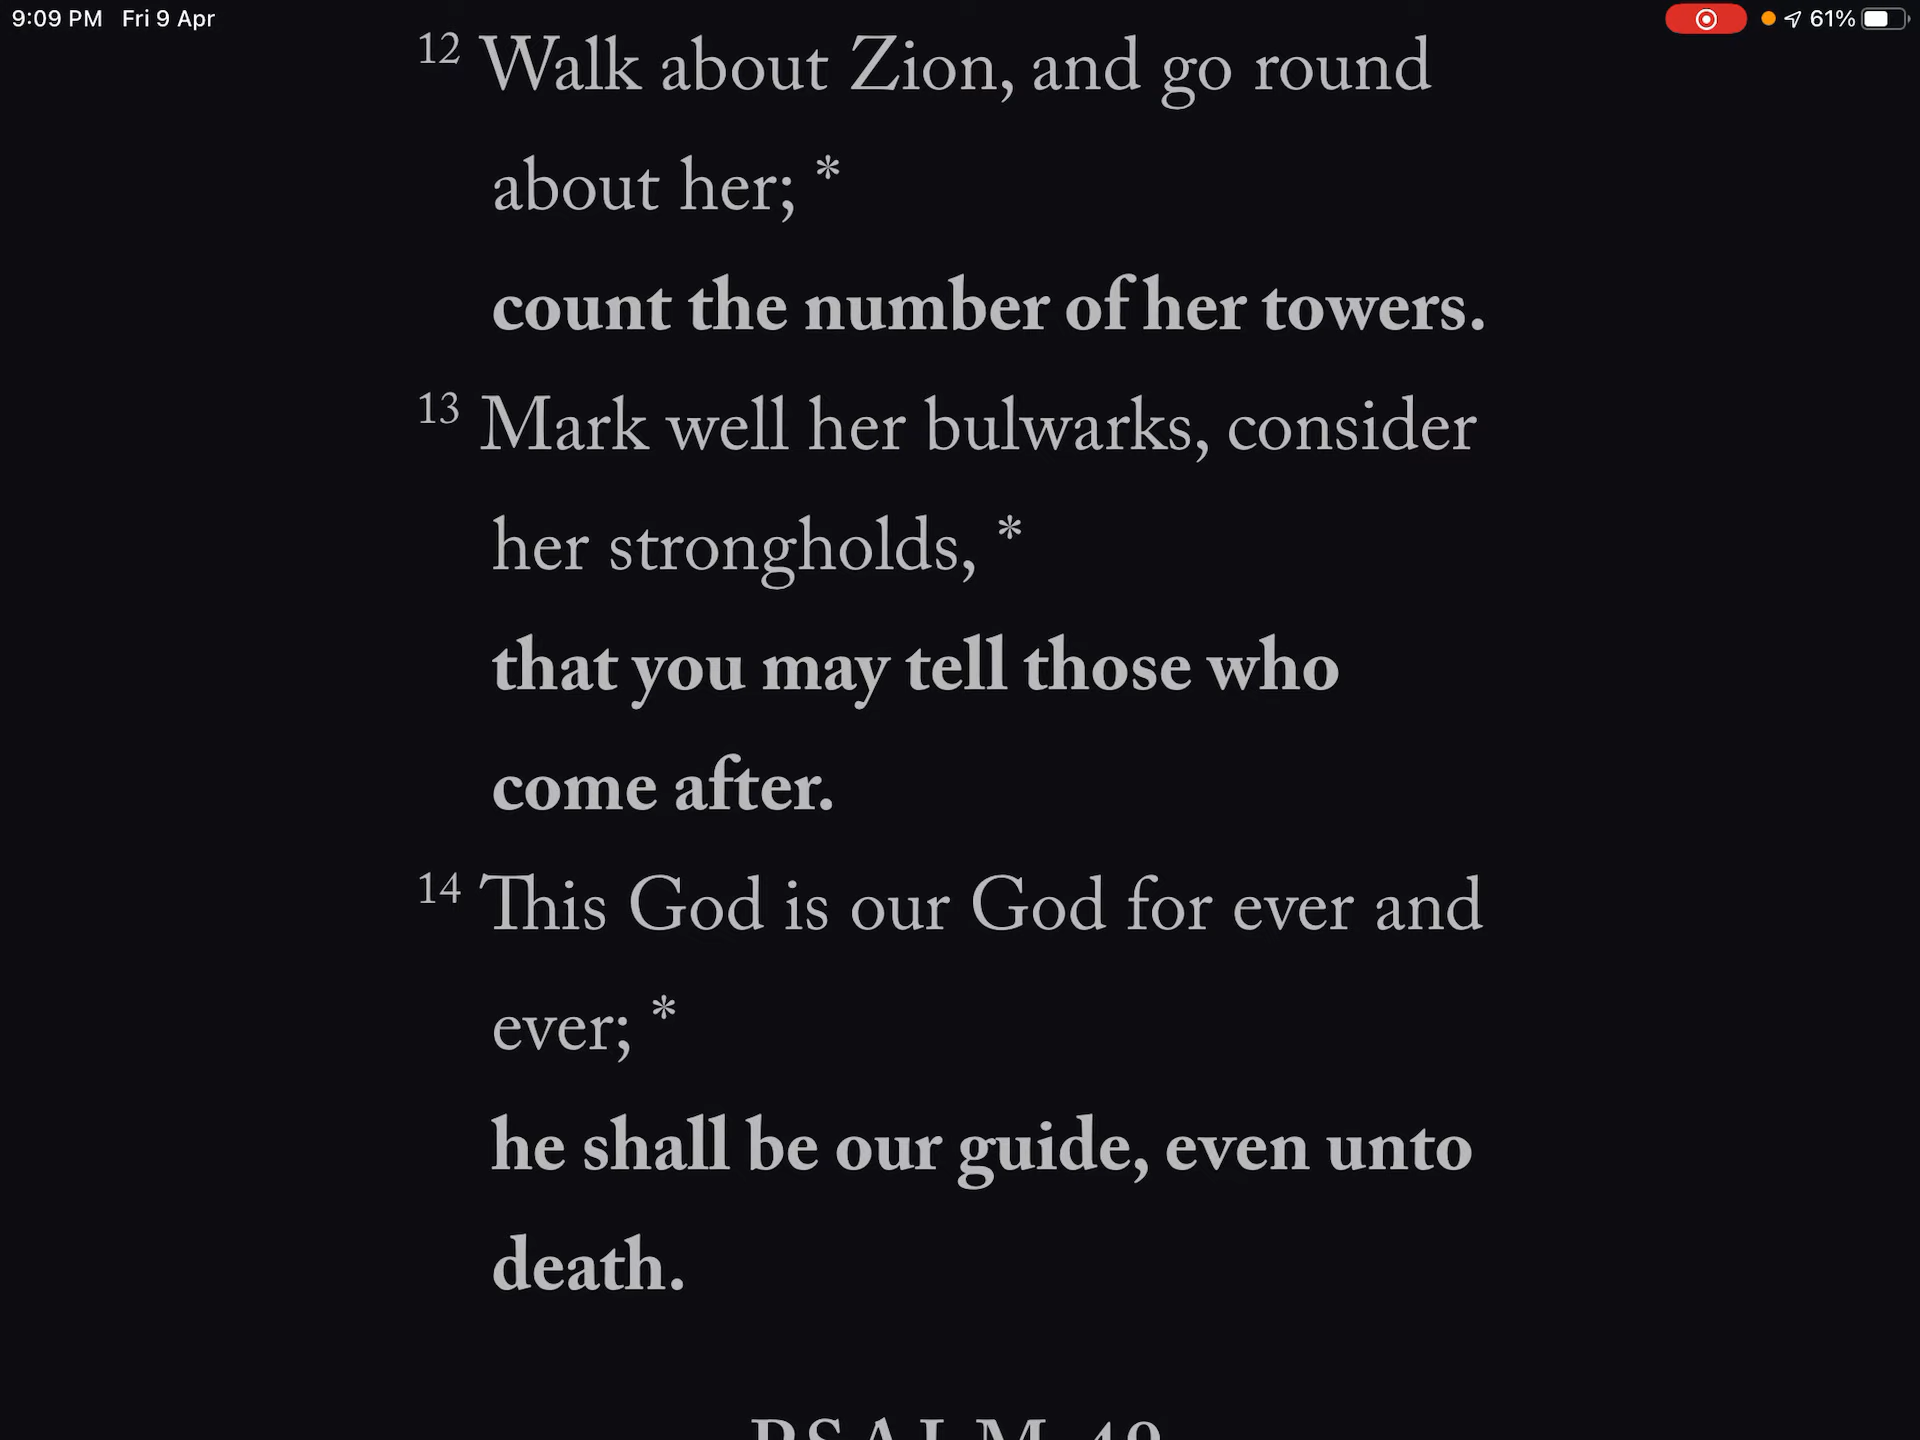 9:09 PM Fri 9 Apr
61%
12 Walk about Zion, and go round
about her; *
count the number of her towers.
13 Mark well her bulwarks, consider
her strongholds, *
that you may tell those who
come after.
14 This God is our God for ever and
ever; *
he shall be our guide, even unto
death.
PSALM 49